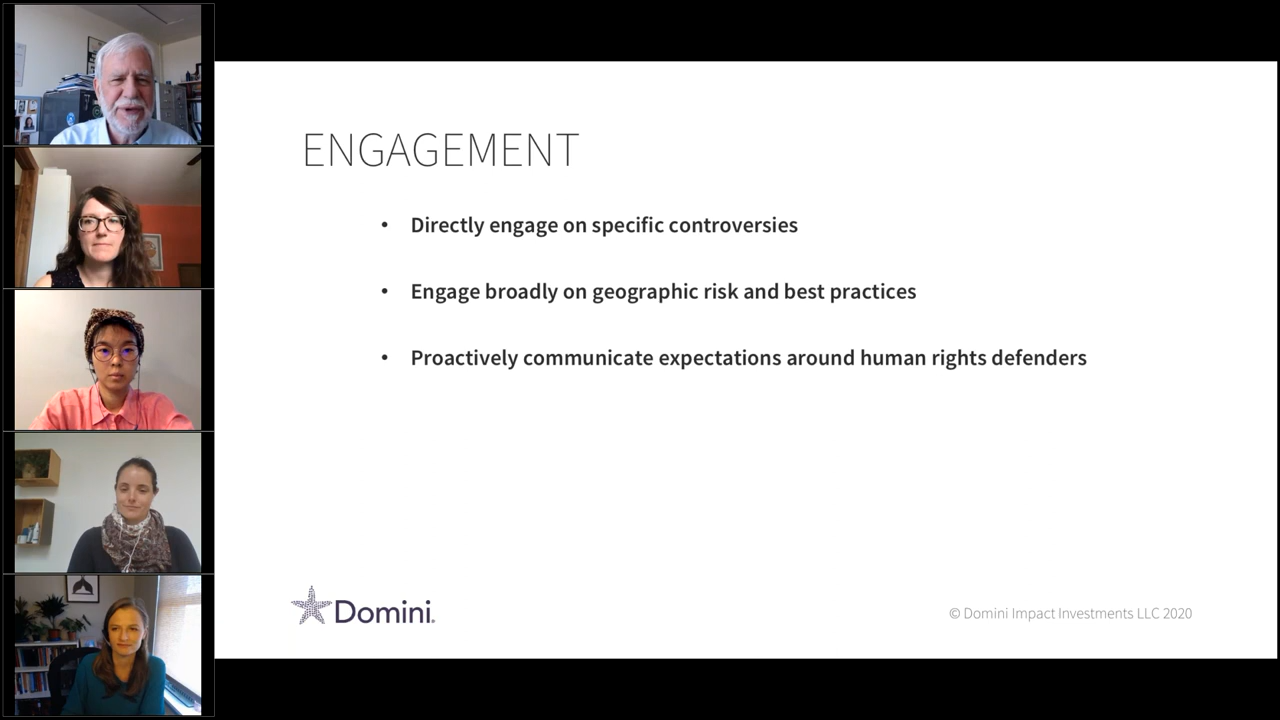 ENGAGEMENT
• Directly engage on specific controversies
• Engage broadly on geographic risk and best practices
• Proactively communicate expectations around human rights defenders
Domini®
© Domini Impact Investments LLC 2020